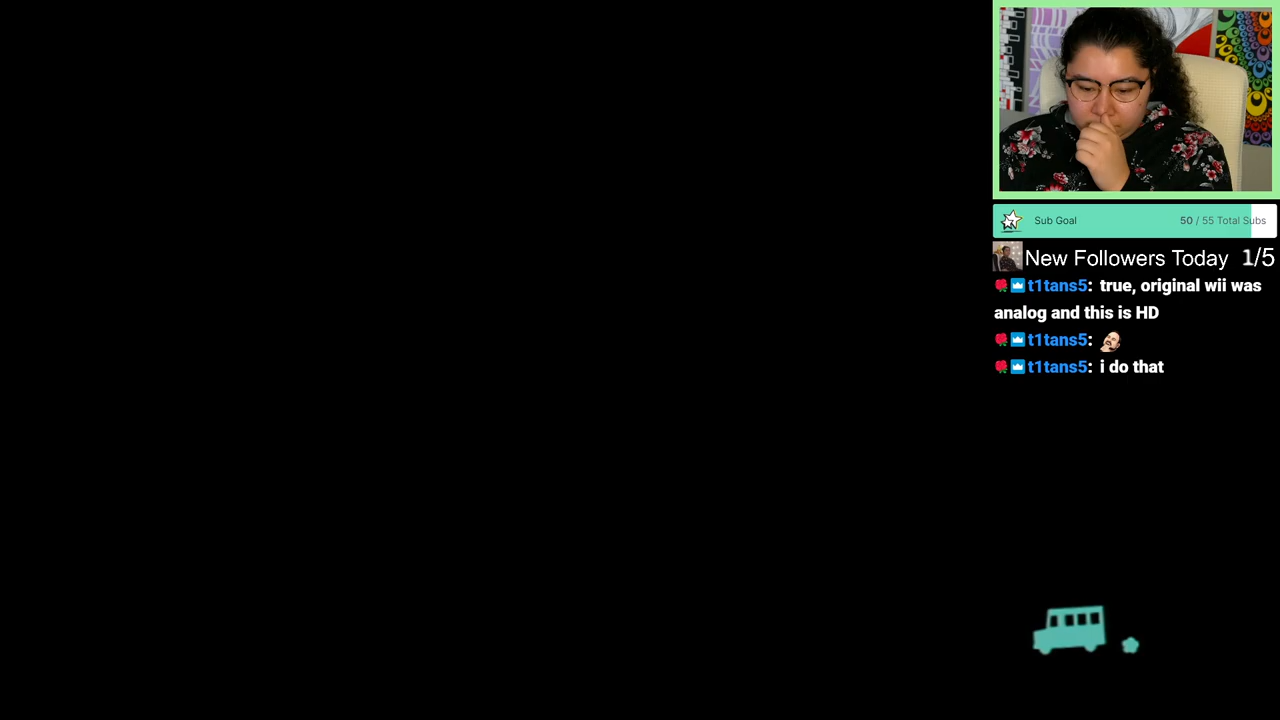 Sub Goal 50 / 55 Total Subs
New Followers Today 1/5
t1tans5: true, original wii was
analog and this is HD
t1tans5:
t1tans5: i do that